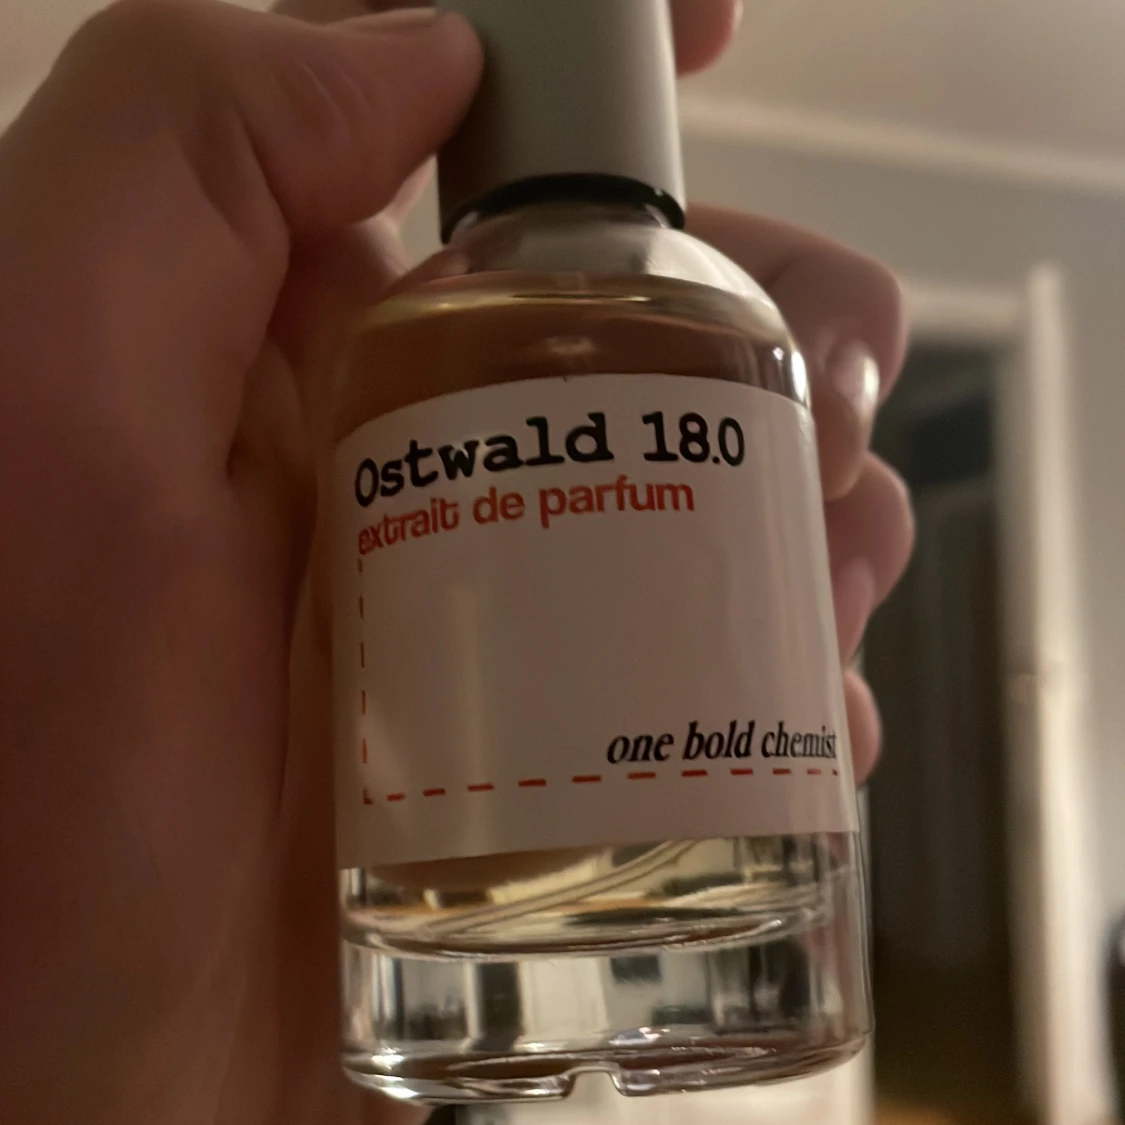 Ostwald 18.0
extrait de parfum
one bold chemist